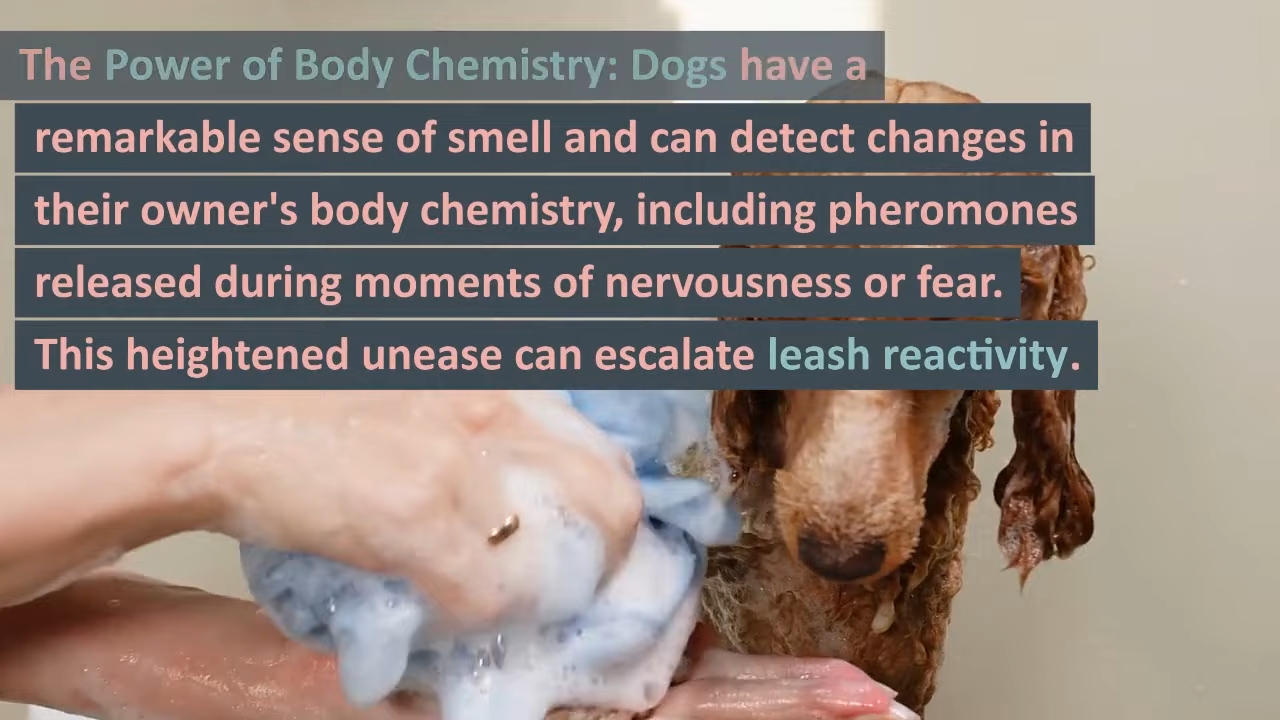 The Power of Body Chemistry: Dogs have a
remarkable sense of smell and can detect changes in
their owner's body chemistry, including pheromones
released during moments of nervousness or fear.
This heightened unease can escalate leash reactivity.